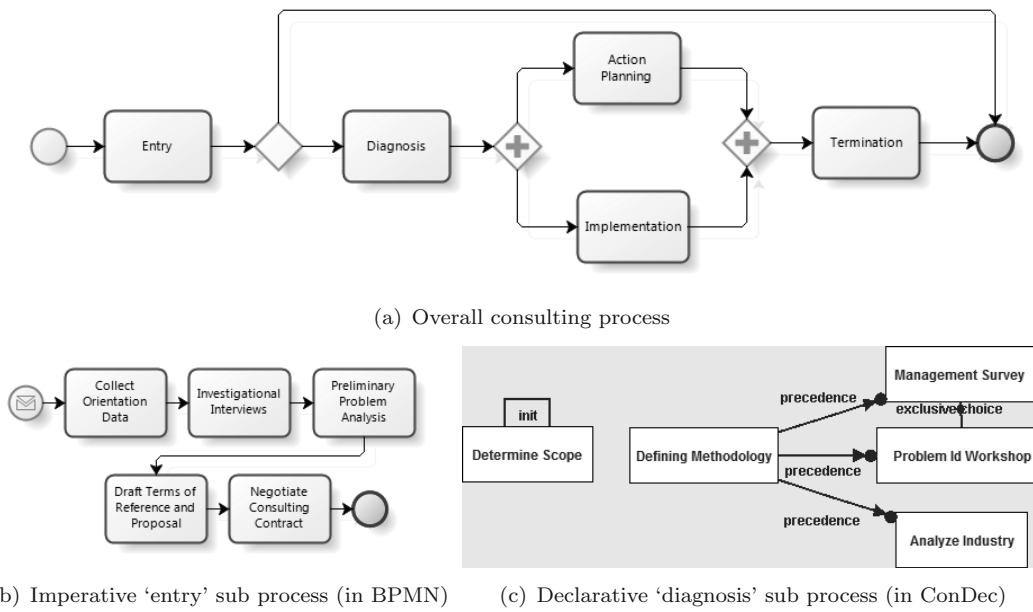 Entry
Diagnosis
Action
Planning
Implementation
Termination
(a) Overall consulting process
Collect
Orientation
Data
Investigational
Interviews
Preliminary
Problem
Analysis
Draft Terms of
Reference and
Proposal
Negotiate
Consulting
Contract
b) Imperative ‘entry’ sub process (in BPMN)
init
Determine Scope
Defining Methodology
precedence
precedence
precedence
Management Survey
exclusive choice
Problem Id Workshop
Analyze Industry
(c) Declarative ‘diagnosis’ sub process (in ConDec)